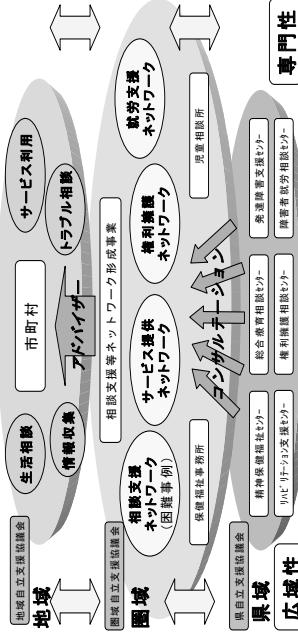 地域自立支援協議会
地域
生活相談
情報収集
市町村
サービス利用
トラブル相談
アドバイザー
圏域自立支援協議会
圏域
相談支援等ネットワーク形成事業
相談支援
ネットワーク
(困難事例)
サービス提供
ネットワーク
権利擁護
ネットワーク
就労支援
ネットワーク
保健福祉事務所
児童相談所
コンサルテーション
県自立支援協議会
県域
精神保健福祉センター
総合療育相談センター
発達障害支援センター
リハビリテーション支援センター
権利擁護相談センター
障害者就労相談センター
広域性
専門性